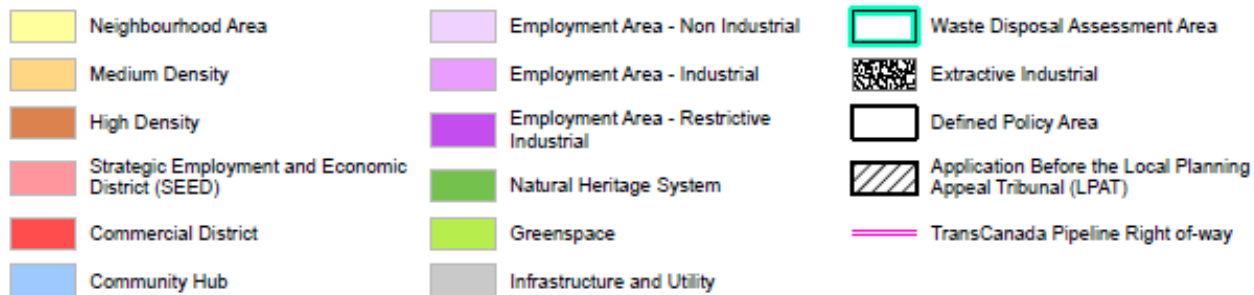 Neighbourhood Area
Medium Density
High Density
Strategic Employment and Economic
District (SEED)
Commercial District
Community Hub
Employment Area - Non Industrial
Employment Area - Industrial
Employment Area - Restrictive
Industrial
Natural Heritage System
Greenspace
Infrastructure and Utility
Waste Disposal Assessment Area
Extractive Industrial
Defined Policy Area
Application Before the Local Planning
Appeal Tribunal (LPAT)
TransCanada Pipeline Right of-way